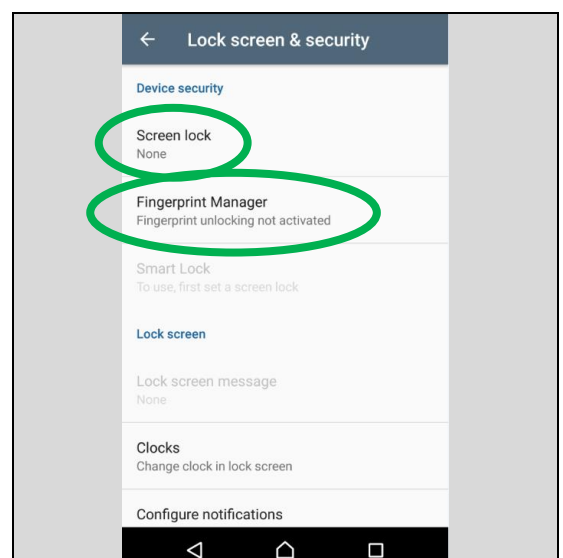 Lock screen & security
Device security
Screen lock
None
Fingerprint Manager
Fingerprint unlocking not activated
Smart Lock
To use, first set a screen lock
Lock screen
Lock screen message
None
Clocks
Change clock in lock screen
Configure notifications